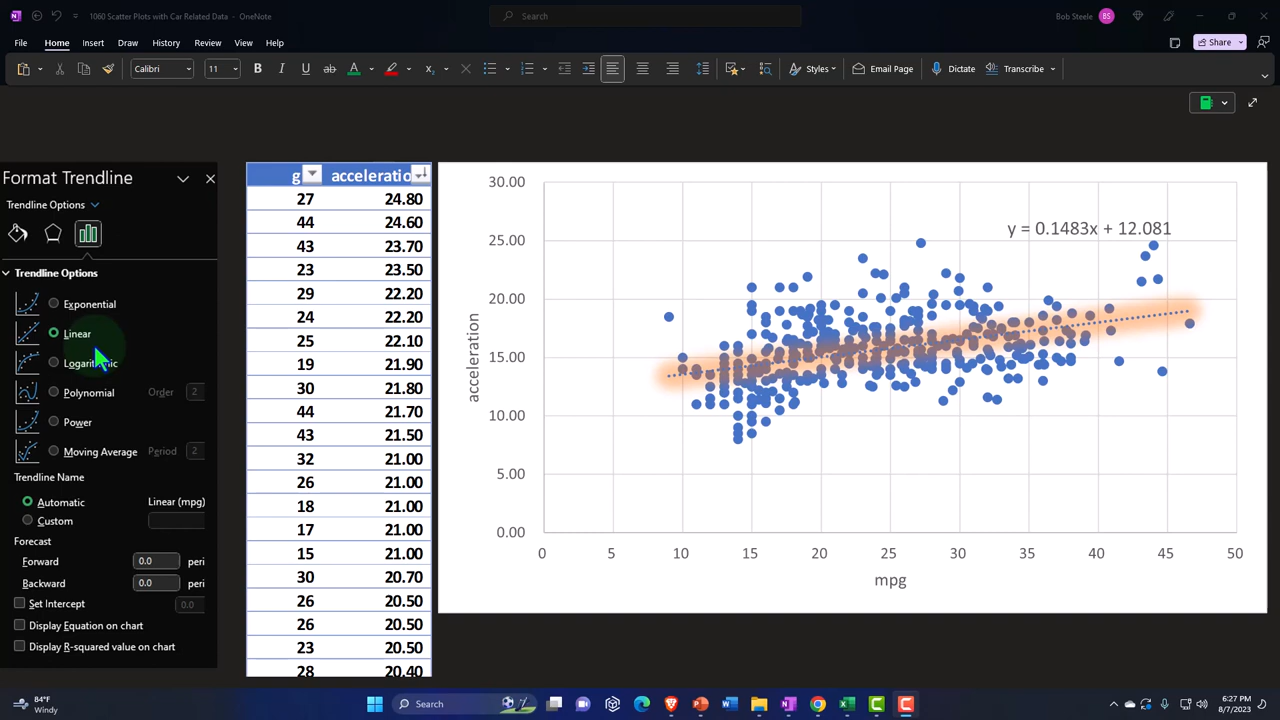 1060 Scatter Plots with Car Related Data - OneNote
Search
Bob Steele
BS
File Home Insert Draw History Review View Help
Share
Calibri 11 B I U ab A Styles Email Page Dictate Transcribe
Format Trendline
Trendline Options
Trendline Options
Exponential
Linear
Logarithmic
Polynomial Order 2
Power
Moving Average Period 2
Trendline Name
Automatic Linear (mpg)
Custom
Forecast
Forward 0.0 peri
Backward 0.0 peri
Set Intercept 0.0
Display Equation on chart
Display R-squared value on chart
g acceleratio
27 24.80
44 24.60
43 23.70
23 23.50
29 22.20
24 22.20
25 22.10
19 21.90
30 21.80
44 21.70
43 21.50
32 21.00
26 21.00
18 21.00
17 21.00
15 21.00
30 20.70
26 20.50
26 20.50
23 20.50
28 20.40
30.00
25.00
20.00
15.00
10.00
5.00
0.00
acceleration
y = 0.1483x + 12.081
0 5 10 15 20 25 30 35 40 45 50
mpg
84°F
Windy
Search
6:27 PM
8/7/2023